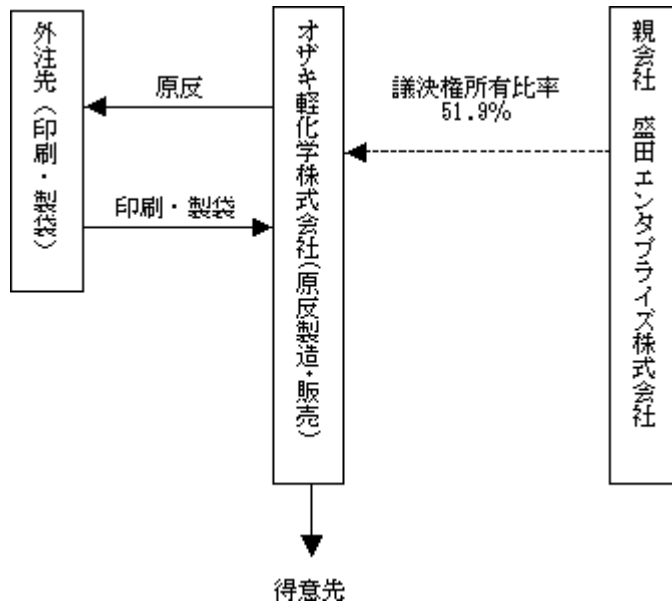 外注先(印刷・製袋)
原反
印刷・製袋
オザキ軽化学株式会社(原反製造・販売)
議決権所有比率
51.9%
親会社 盛田エンタプライズ株式会社
得意先